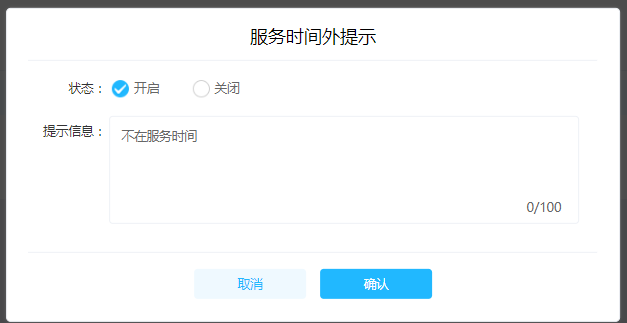 服务时间外提示
状态： 开启 关闭
提示信息： 不在服务时间
0/100
取消 确认